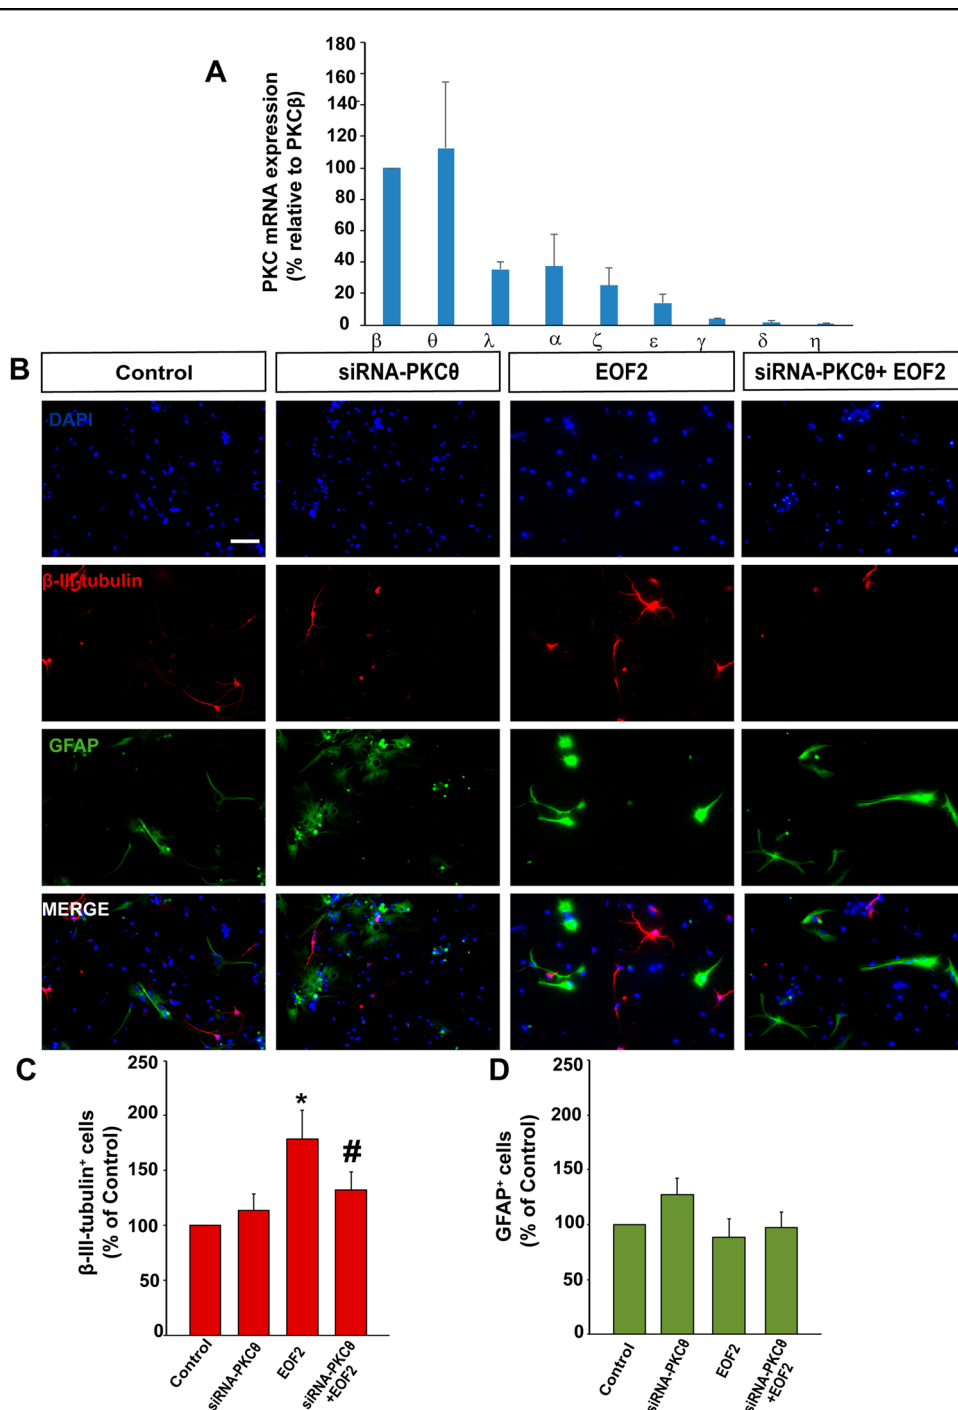 A
PKC mRNA expression
(% relative to PKCβ)
180
160
140
120
100
80
60
40
20
0
β θ λ α ζ ε γ δ η
B
Control siRNA-PKCθ EOF2 siRNA-PKCθ+ EOF2
DAPI
β-III-tubulin
GFAP
MERGE
C
β-III-tubulin⁺ cells
(% of Control)
250
200
150
100
50
0
*
#
Control
siRNA-PKCθ
EOF2
siRNA-PKCθ
+EOF2
D
GFAP⁺ cells
(% of Control)
250
200
150
100
50
0
Control
siRNA-PKCθ
EOF2
siRNA-PKCθ
+EOF2